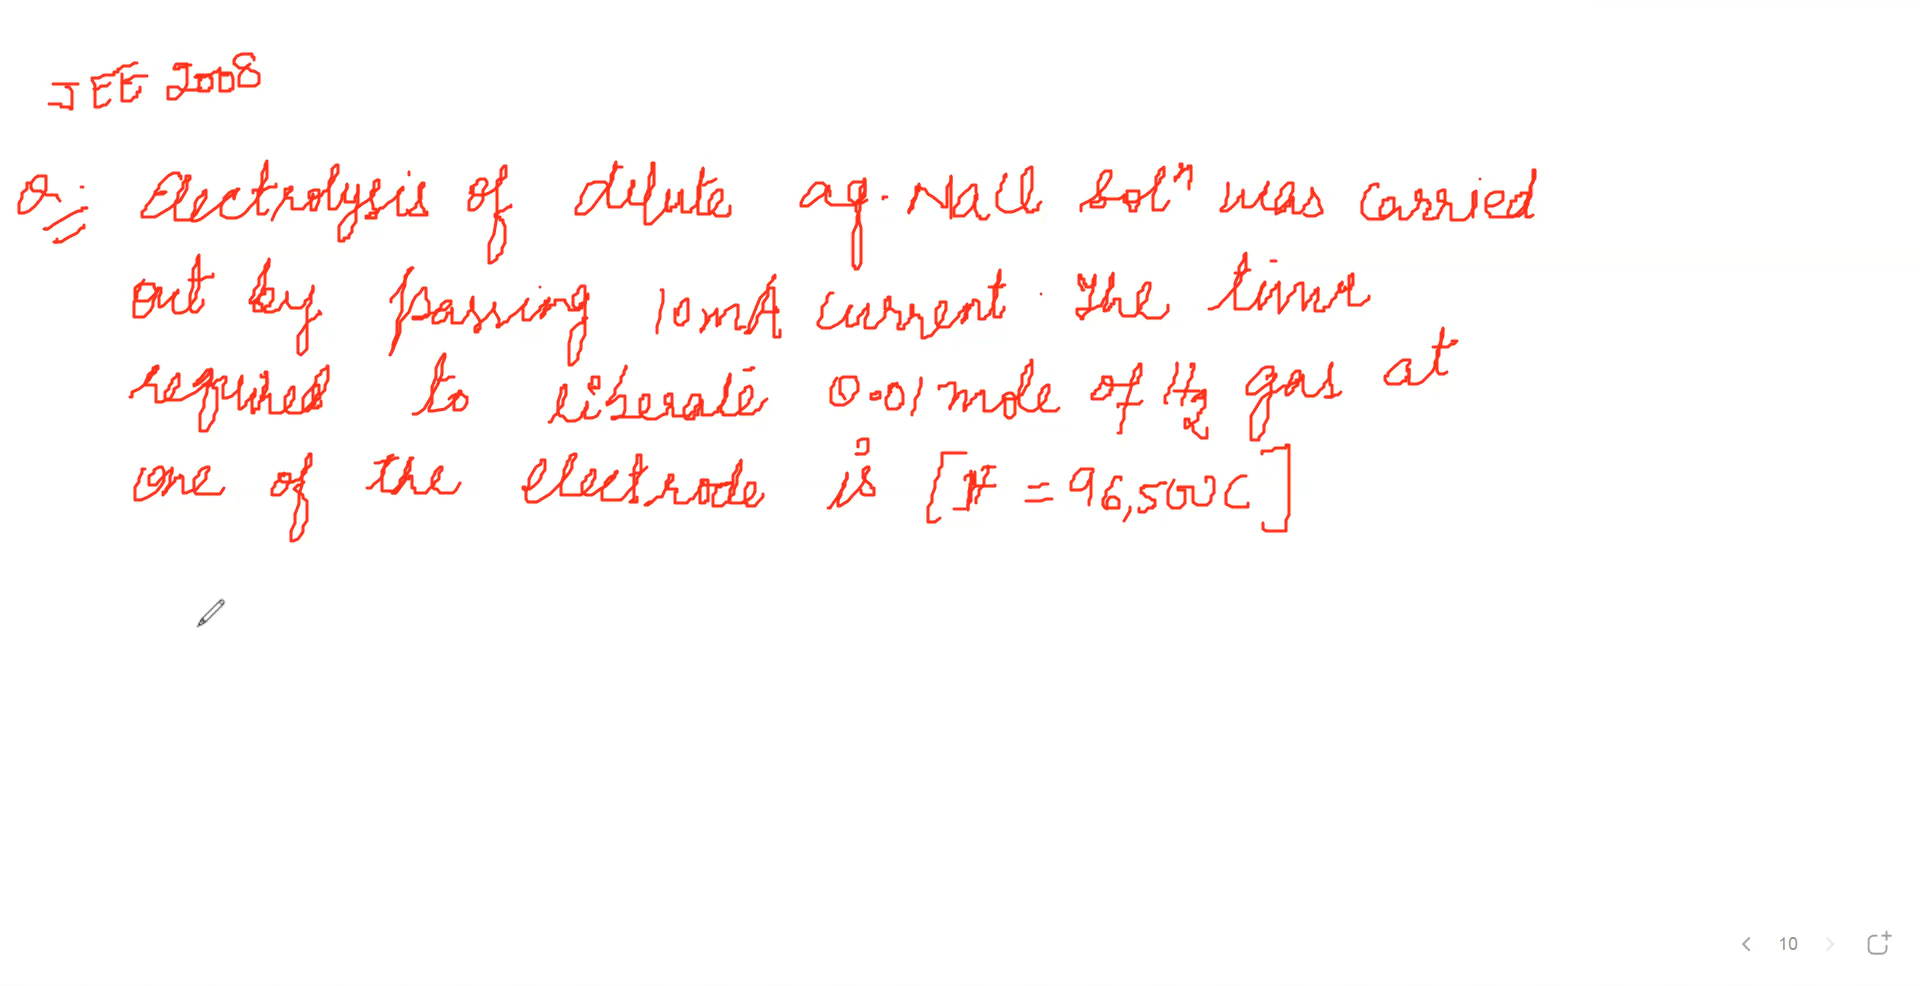 JEE 2008
Q:- Electrolysis of dilute aq. NaCl solⁿ was carried
out by passing 10mA current. The time
required to liberate 0.01 mole of H₂ gas at
one of the electrode is [1F = 96,500C]
10